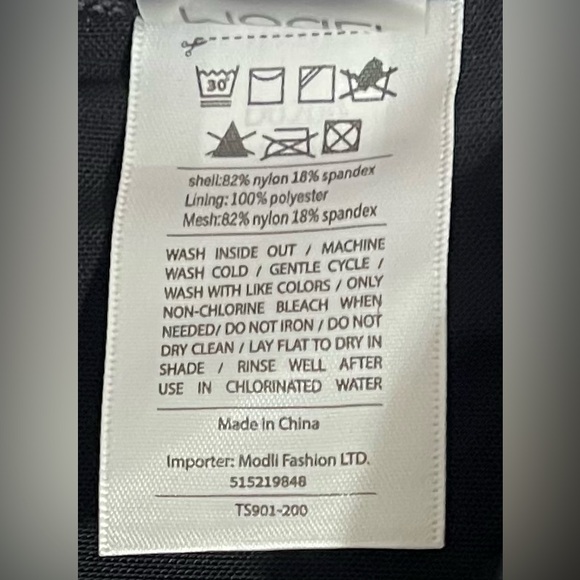 30
shell:82% nylon 18% spandex
Lining: 100% polyester
Mesh:82% nylon 18% spandex
WASH INSIDE OUT / MACHINE
WASH COLD / GENTLE CYCLE /
WASH WITH LIKE COLORS / ONLY
NON-CHLORINE BLEACH WHEN
NEEDED/ DO NOT IRON / DO NOT
DRY CLEAN / LAY FLAT TO DRY IN
SHADE / RINSE WELL AFTER
USE IN CHLORINATED WATER
Made in China
Importer: Modli Fashion LTD.
515219848
TS901-200